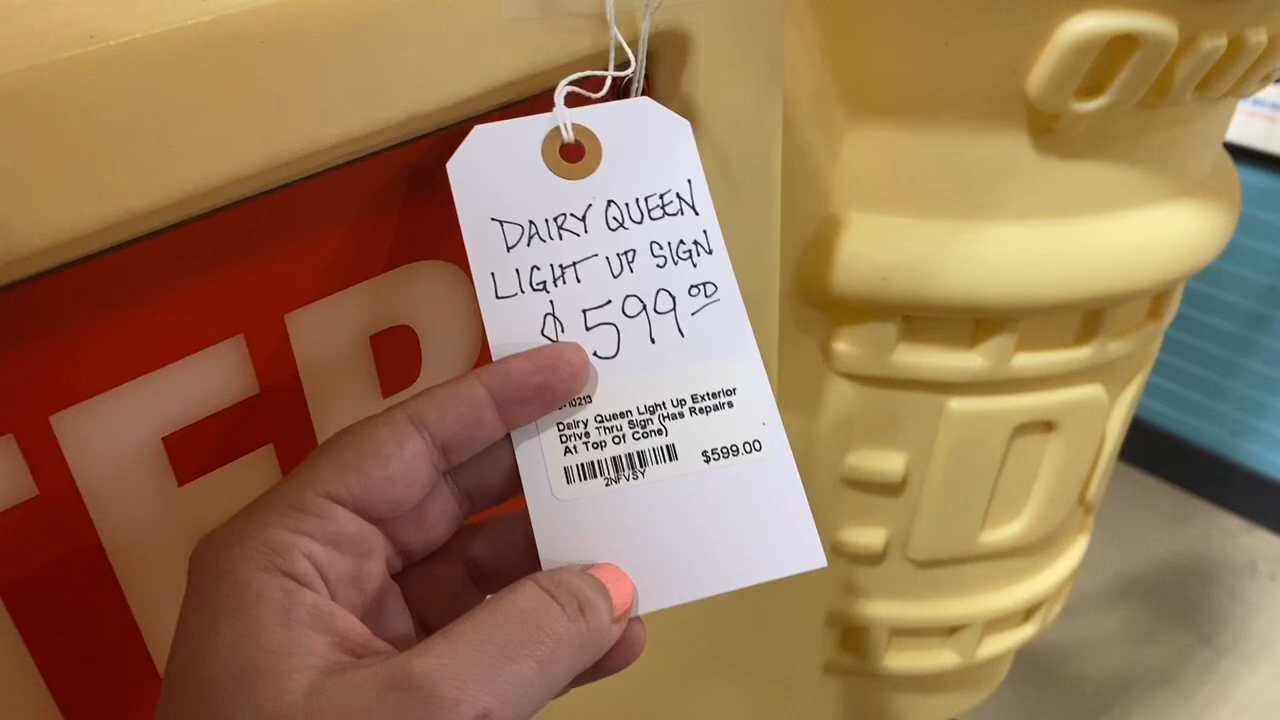 DAIRY QUEEN
LIGHT UP SIGN
$599.00
Dairy Queen Light Up Exterior
Drive Thru Sign (Has Repairs
At Top Of Cone)
$599.00
2NFVSY
ER
D